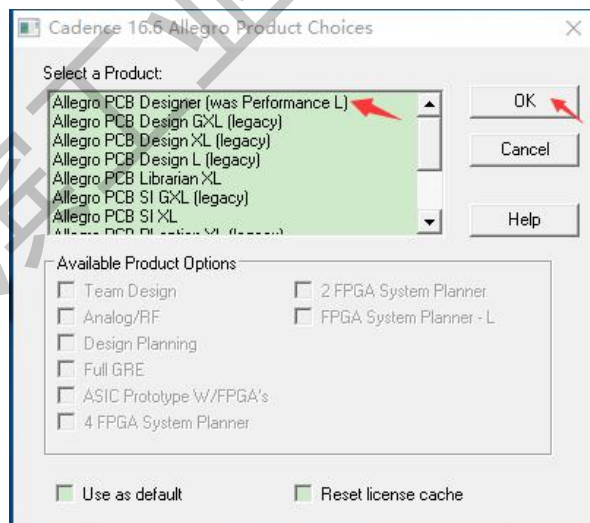 Cadence 16.6 Allegro Product Choices
Select a Product:
Allegro PCB Designer (was Performance L)
Allegro PCB Design GXL (legacy)
Allegro PCB Design XL (legacy)
Allegro PCB Design L (legacy)
Allegro PCB Librarian XL
Allegro PCB SI GXL (legacy)
Allegro PCB SI XL
OK
Cancel
Help
Available Product Options
Team Design
Analog/RF
Design Planning
Full GRE
ASIC Prototype W/FPGA's
4 FPGA System Planner
2 FPGA System Planner
FPGA System Planner - L
Use as default
Reset license cache